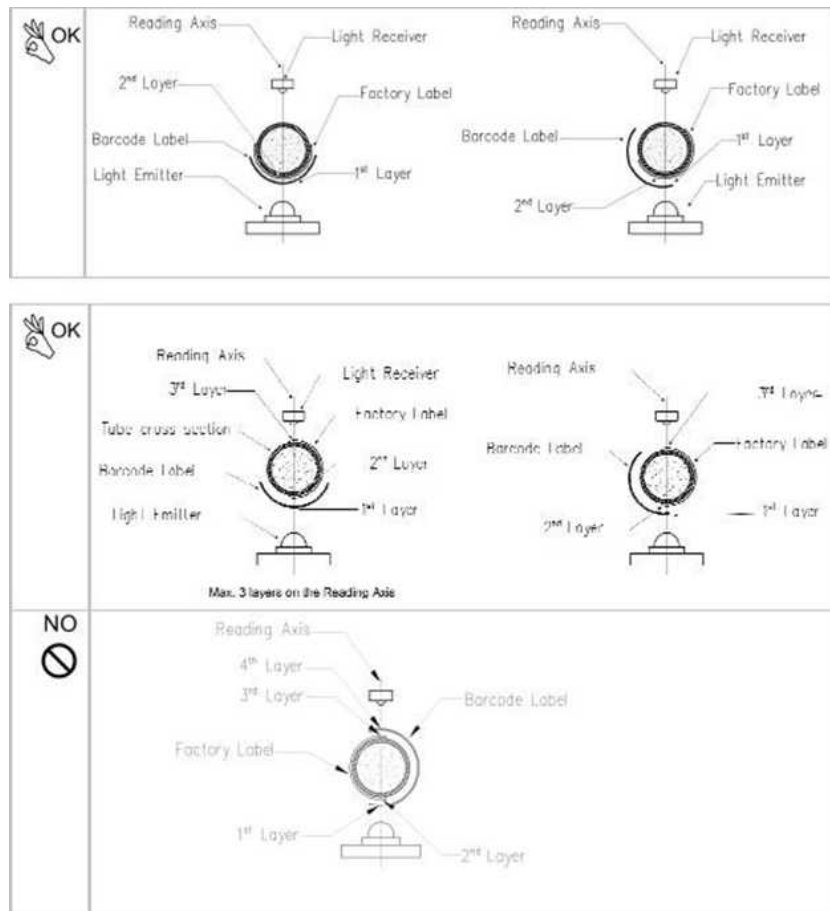 OK
Reading Axis
Light Receiver
2nd Layer
Factory Label
Barcode Label
1st Layer
Light Emitter
Reading Axis
Light Receiver
Factory Label
Barcode Label
1st Layer
Light Emitter
2nd Layer
OK
Reading Axis
Light Receiver
3rd Layer
Factory Label
Tube cross section
2nd Layer
Barcode Label
1st Layer
Light Emitter
Max. 3 layers on the Reading Axis
Reading Axis
3rd Layer
Factory Label
Barcode Label
1st Layer
2nd Layer
NO
Reading Axis
4th Layer
3rd Layer
Barcode Label
Factory Label
1st Layer
2nd Layer